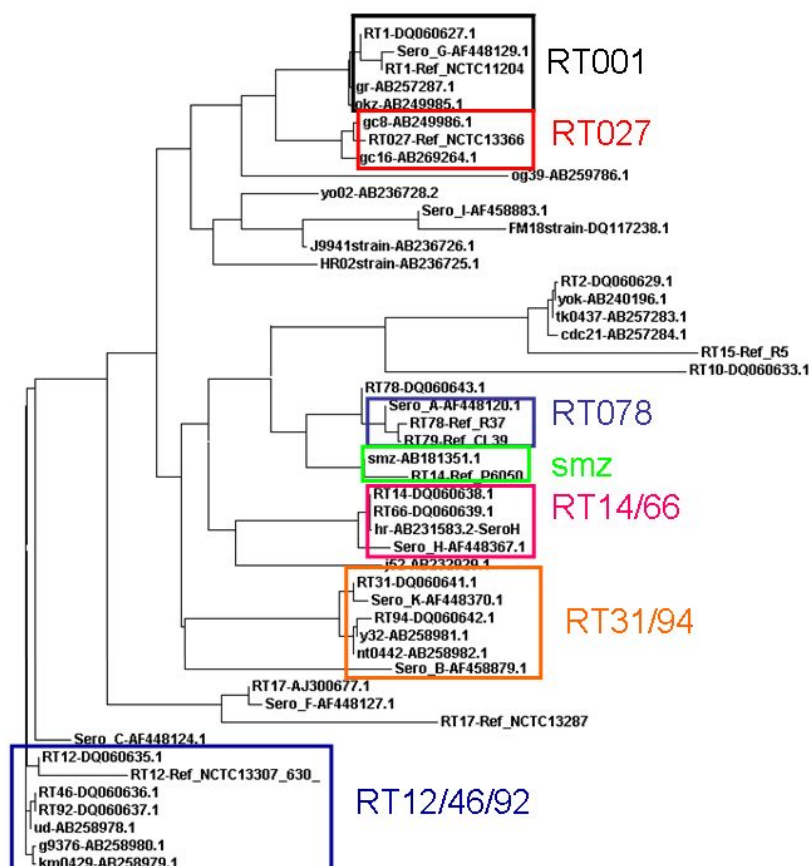 RT1-DQ060627.1
Sero_G-AF448129.1
RT1-Ref_NCTC11204
gr-AB257287.1
okz-AB249985.1
RT001
gc8-AB249986.1
RT027-Ref_NCTC13366
gc16-AB269264.1
RT027
og39-AB259786.1
yo02-AB236728.2
Sero_I-AF458883.1
FM18strain-DQ117238.1
J9941strain-AB236726.1
HR02strain-AB236725.1
RT2-DQ060629.1
yok-AB240196.1
tk0437-AB257283.1
cdc21-AB257284.1
RT15-Ref_R5
RT10-DQ060633.1
RT78-DQ060643.1
Sero_A-AF448120.1
RT78-Ref_R37
RT79-Ref_CL39
RT078
smz-AB181351.1
RT14-Ref_P6050
smz
RT14-DQ060638.1
RT66-DQ060639.1
hr-AB231583.2-SeroH
Sero_H-AF448367.1
RT14/66
j52-AB232929.1
RT31-DQ060641.1
Sero_K-AF448370.1
RT94-DQ060642.1
y32-AB258981.1
nt0442-AB258982.1
Sero_B-AF458879.1
RT31/94
RT17-AJ300677.1
Sero_F-AF448127.1
RT17-Ref_NCTC13287
Sero_C-AF448124.1
RT12-DQ060635.1
RT12-Ref_NCTC13307_630_
RT46-DQ060636.1
RT92-DQ060637.1
ud-AB258978.1
g9376-AB258980.1
km0429-AB258979.1
RT12/46/92